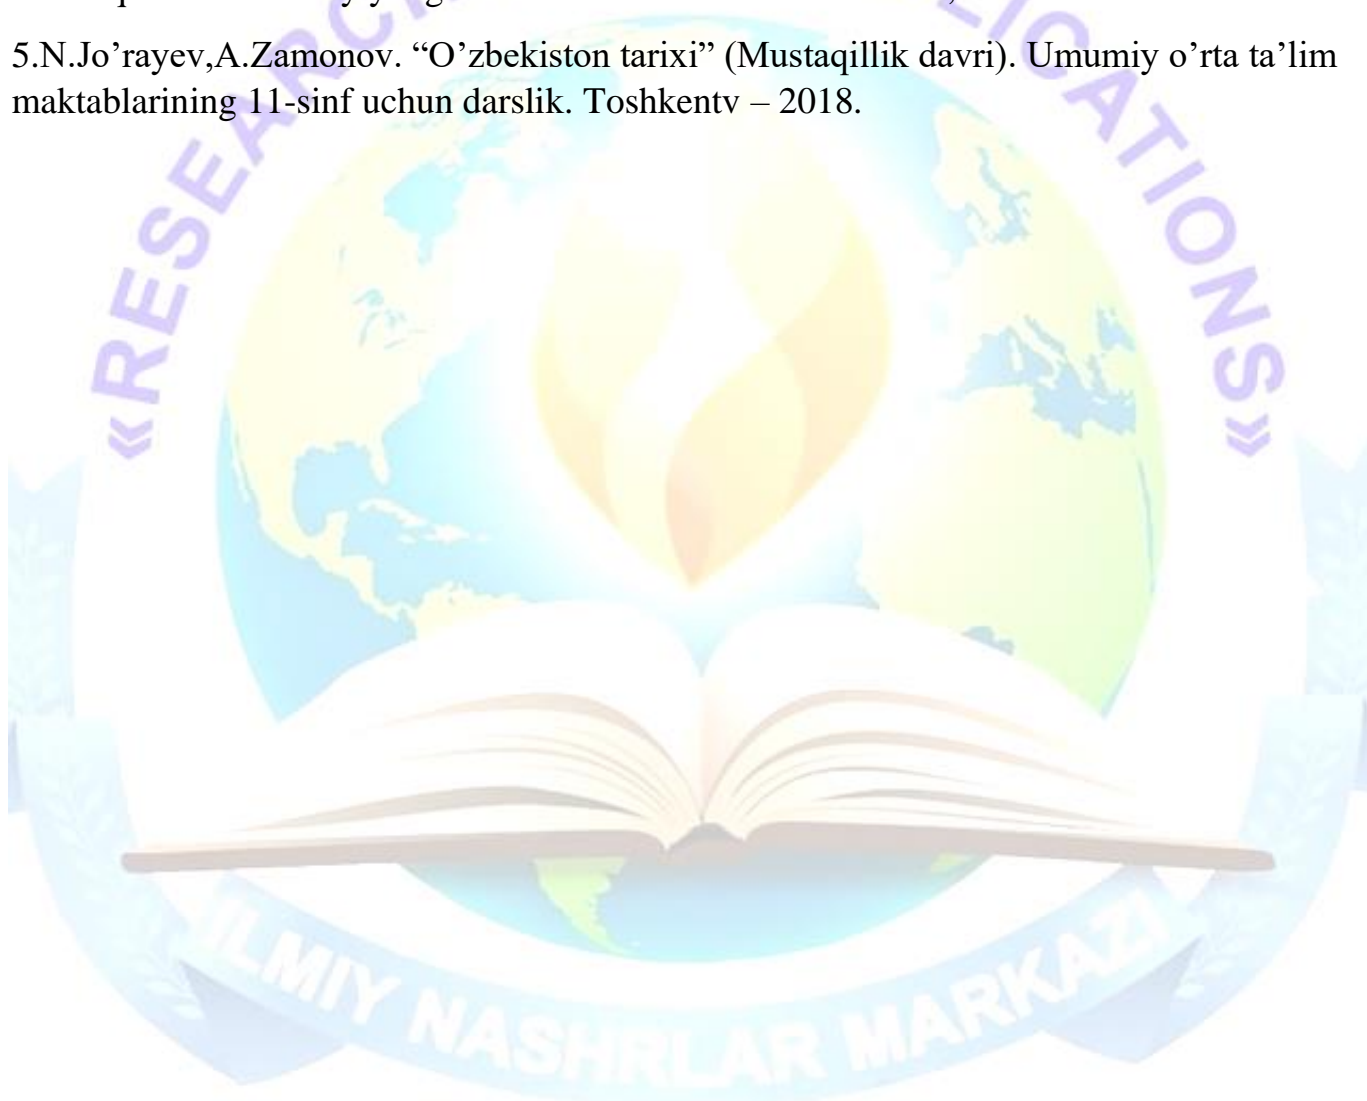 5.N.Jo’rayev,A.Zamonov. “O’zbekiston tarixi” (Mustaqillik davri). Umumiy o’rta ta’lim
maktablarining 11-sinf uchun darslik. Toshkentv – 2018.
«RESEARCH
PUBLICATIONS»
ILMIY NASHRLAR MARKAZI